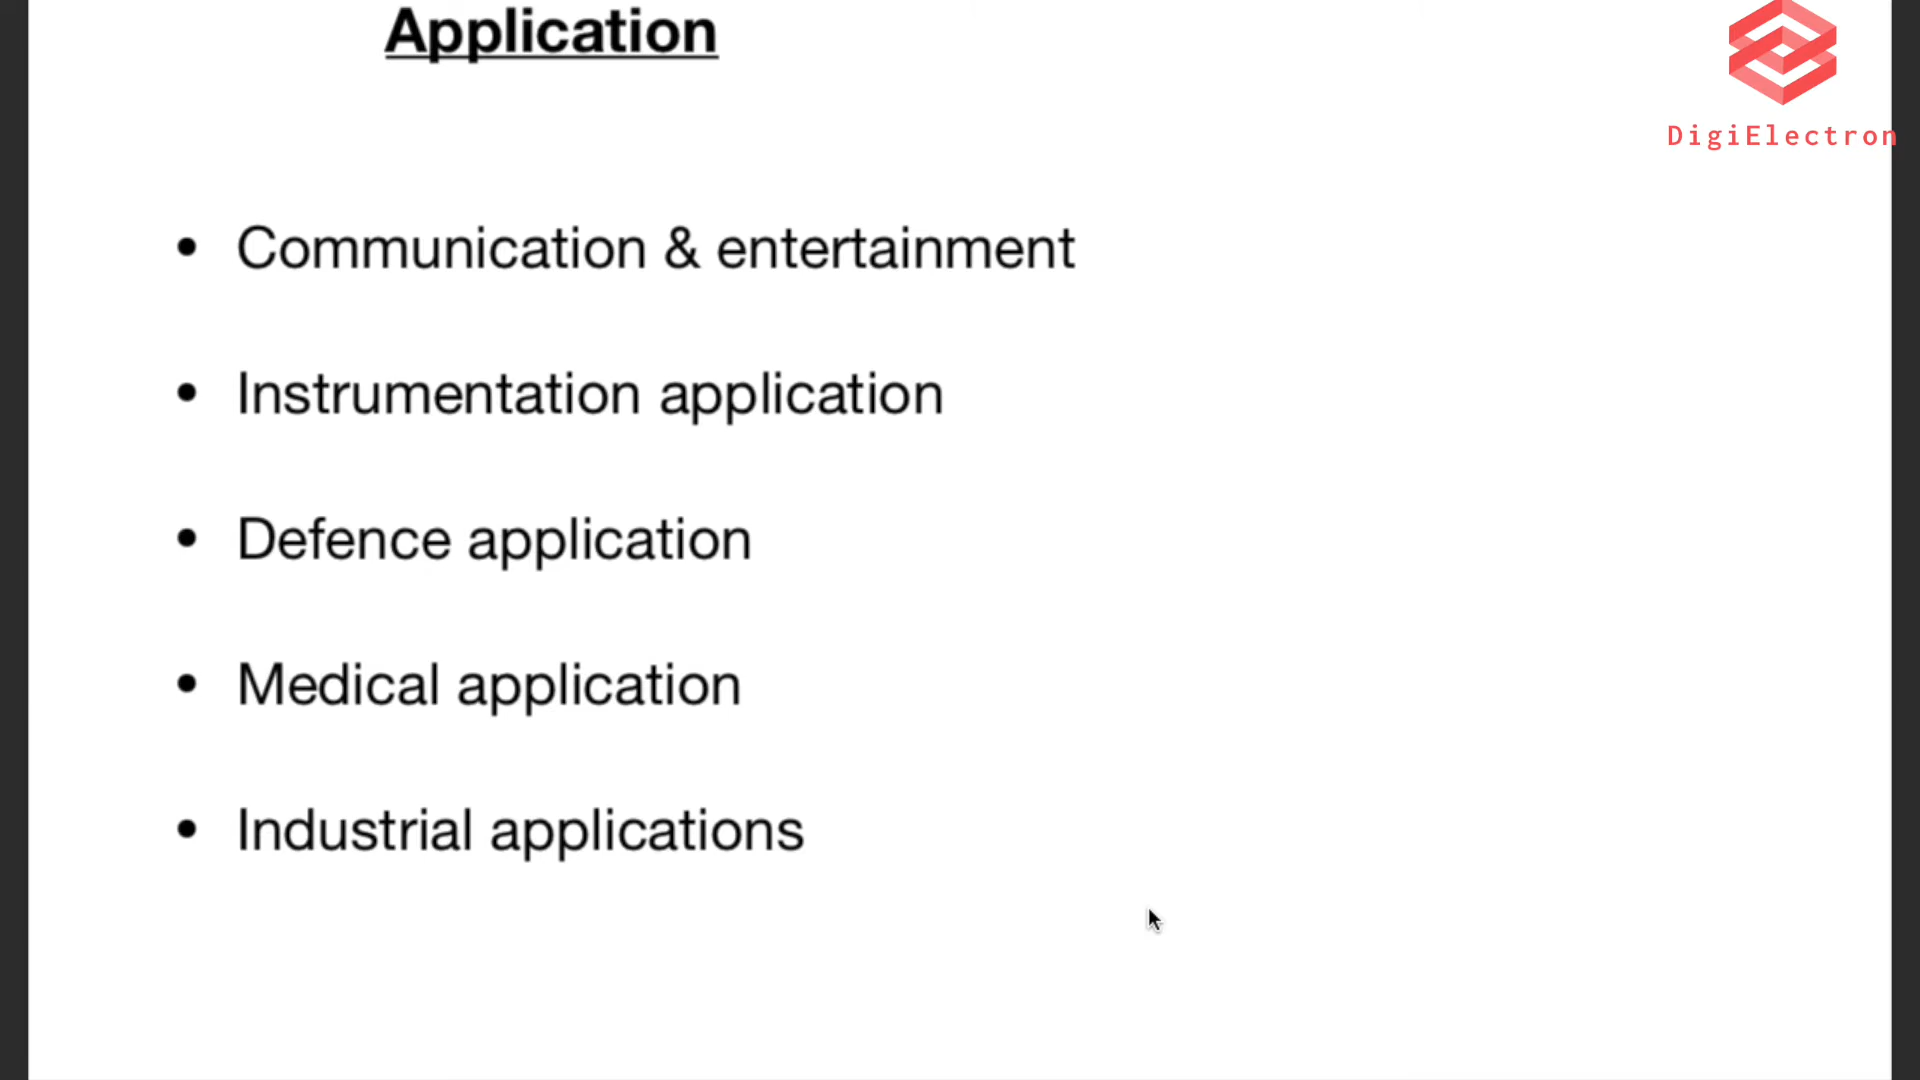 Application
DigiElectron
• Communication & entertainment
• Instrumentation application
• Defence application
• Medical application
• Industrial applications